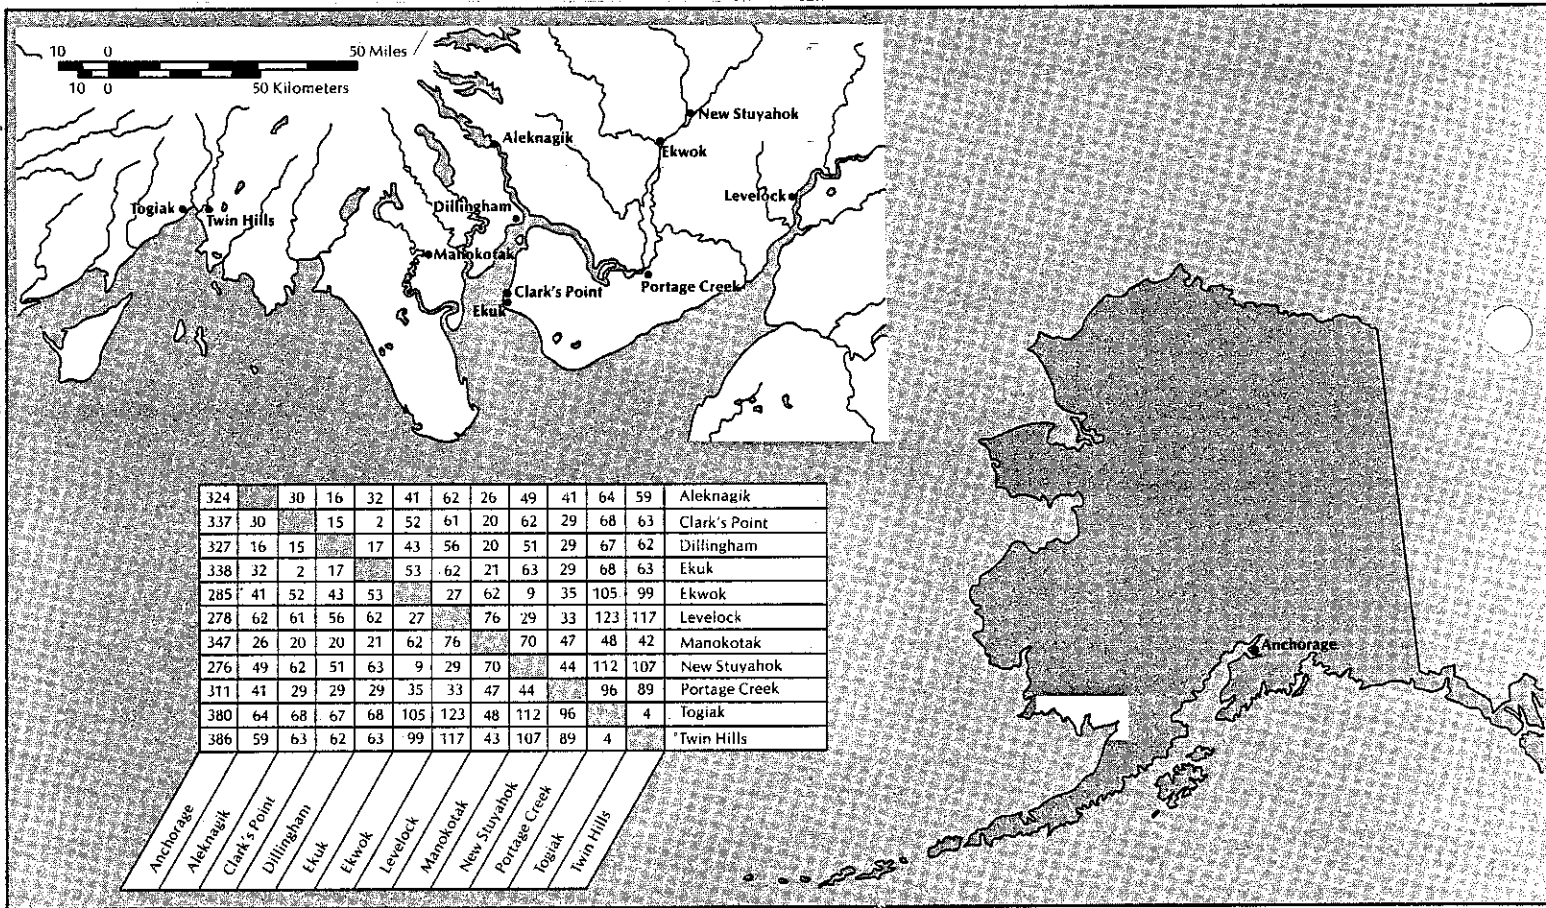 10 0 50 Miles
10 0 50 Kilometers
New Stuyahok
Aleknagik
Ekwok
Levelock
Togiak
Twin Hills
Dillingham
Manokotak
Portage Creek
Clark's Point
Ekuk
Anchorage
324 30 16 32 41 62 26 49 41 64 59 Aleknagik
337 30 15 2 52 61 20 62 29 68 63 Clark's Point
327 16 15 17 43 56 20 51 29 67 62 Dillingham
338 32 2 17 53 62 21 63 29 68 63 Ekuk
285 41 52 43 53 27 62 9 35 105 99 Ekwok
278 62 61 56 62 27 76 29 33 123 117 Levelock
347 26 20 20 21 62 76 70 47 48 42 Manokotak
276 49 62 51 63 9 29 70 44 112 107 New Stuyahok
311 41 29 29 29 35 33 47 44 96 89 Portage Creek
380 64 68 67 68 105 123 48 112 96 4 Togiak
386 59 63 62 63 99 117 43 107 89 4 Twin Hills
Anchorage
Aleknagik
Clark's Point
Dillingham
Ekuk
Ekwok
Levelock
Manokotak
New Stuyahok
Portage Creek
Togiak
Twin Hills